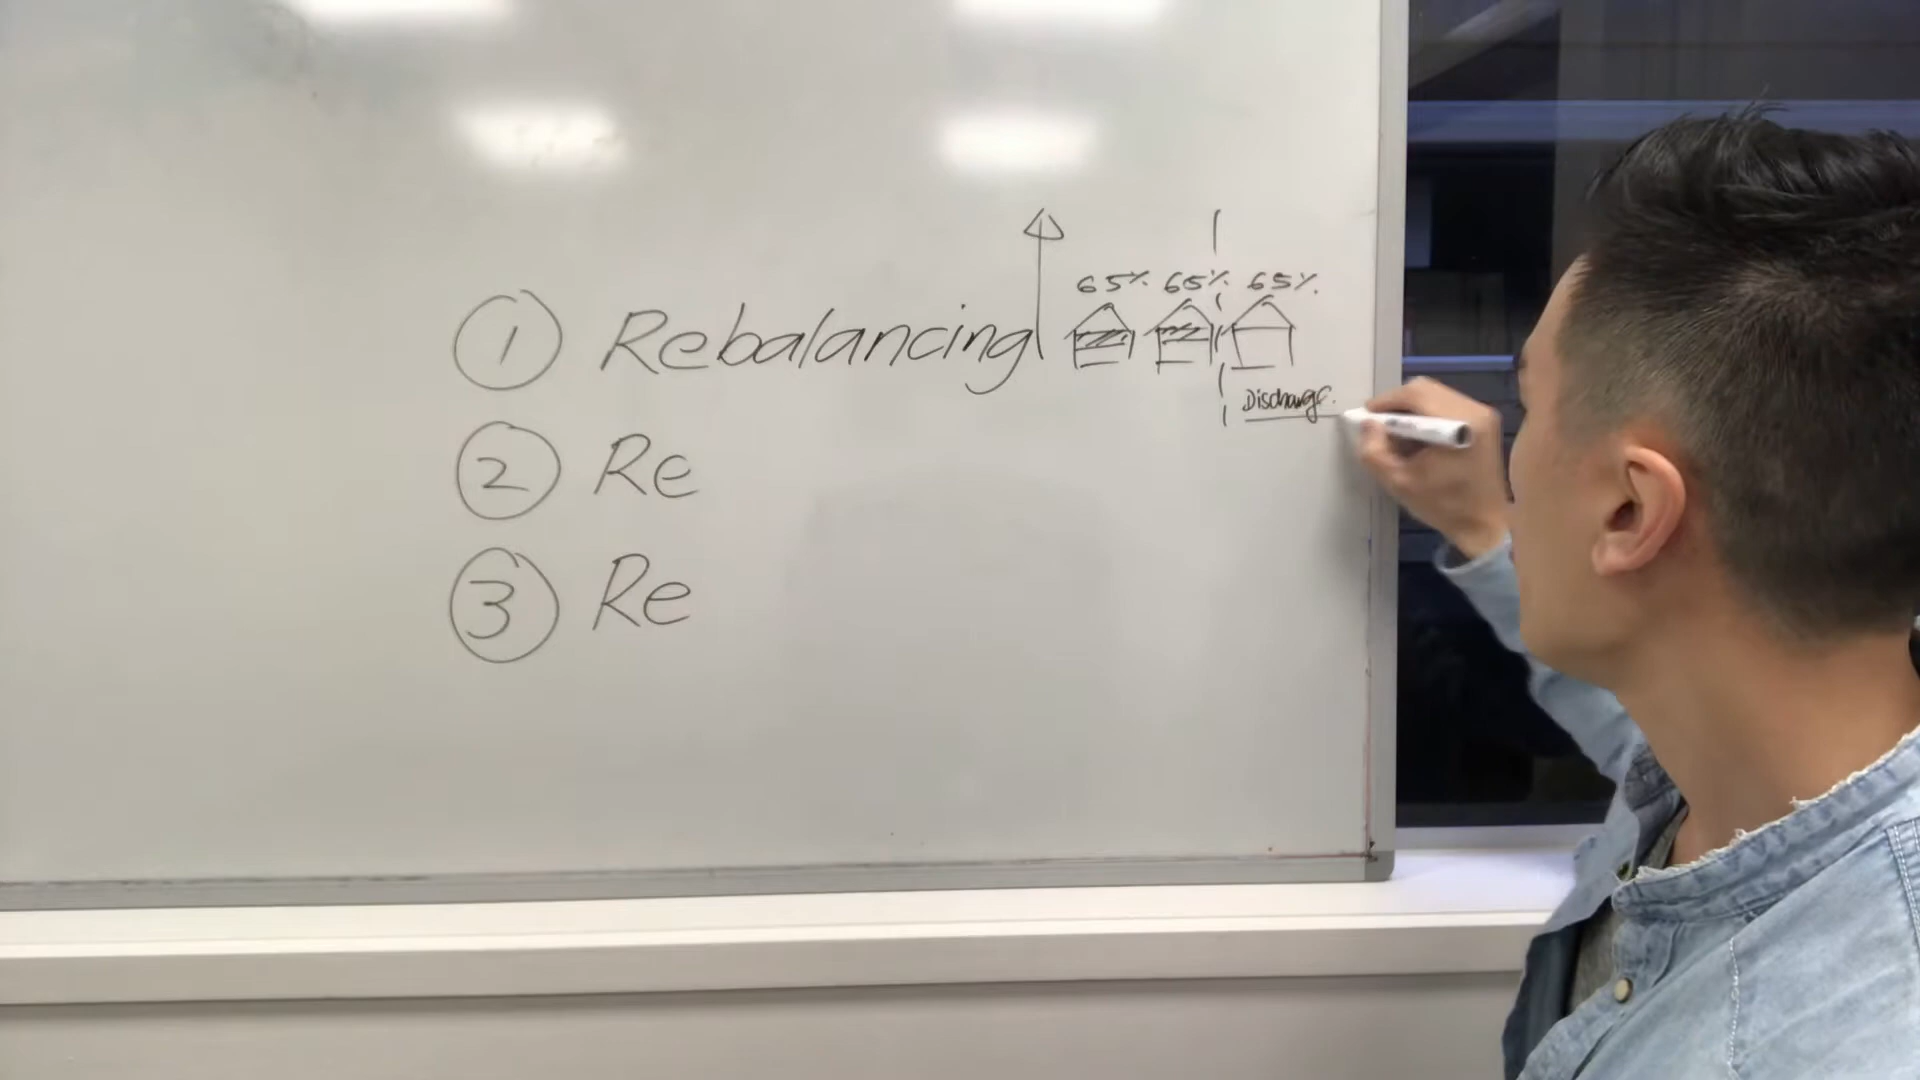 65% 65% 65%
1 Rebalancing
Discharge.
2 Re
3 Re